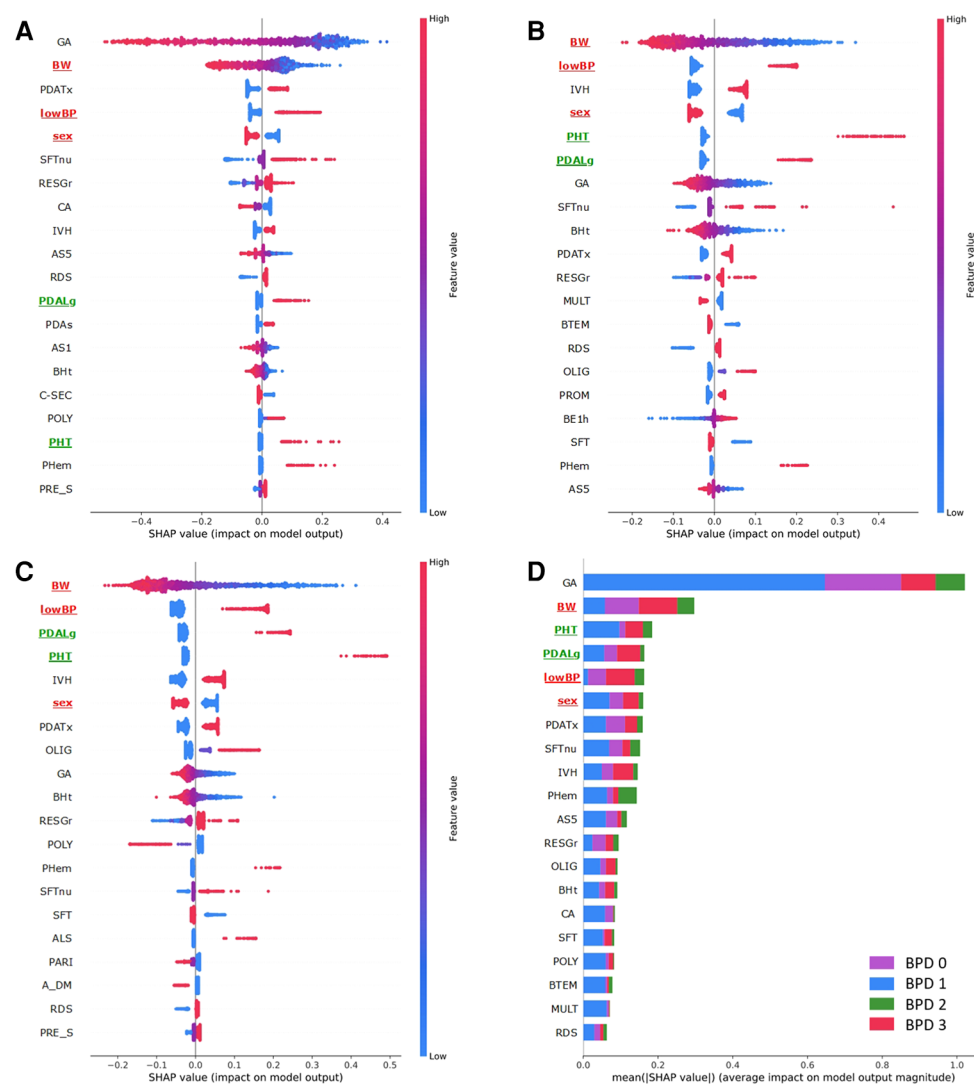 A
GA
BW
PDATx
lowBP
sex
SFTnu
RESGr
CA
IVH
AS5
RDS
PDALg
PDAs
AS1
BHt
C-SEC
POLY
PHT
PHem
PRE_S
−0.4 −0.2 0.0 0.2 0.4
SHAP value (impact on model output)
High
Feature value
Low
B
BW
lowBP
IVH
sex
PHT
PDALg
GA
SFTnu
BHt
PDATx
RESGr
MULT
BTEM
RDS
OLIG
PROM
BE1h
SFT
PHem
AS5
−0.2 −0.1 0.0 0.1 0.2 0.3 0.4
SHAP value (impact on model output)
High
Feature value
Low
C
BW
lowBP
PDALg
PHT
IVH
sex
PDATx
OLIG
GA
BHt
RESGr
POLY
PHem
SFTnu
SFT
ALS
PARI
A_DM
RDS
PRE_S
−0.2 −0.1 0.0 0.1 0.2 0.3 0.4 0.5
SHAP value (impact on model output)
High
Feature value
Low
D
GA
BW
PHT
PDALg
lowBP
sex
PDATx
SFTnu
IVH
PHem
AS5
RESGr
OLIG
BHt
CA
SFT
POLY
BTEM
MULT
RDS
BPD 0
BPD 1
BPD 2
BPD 3
0.0 0.2 0.4 0.6 0.8 1.0
mean(|SHAP value|) (average impact on model output magnitude)